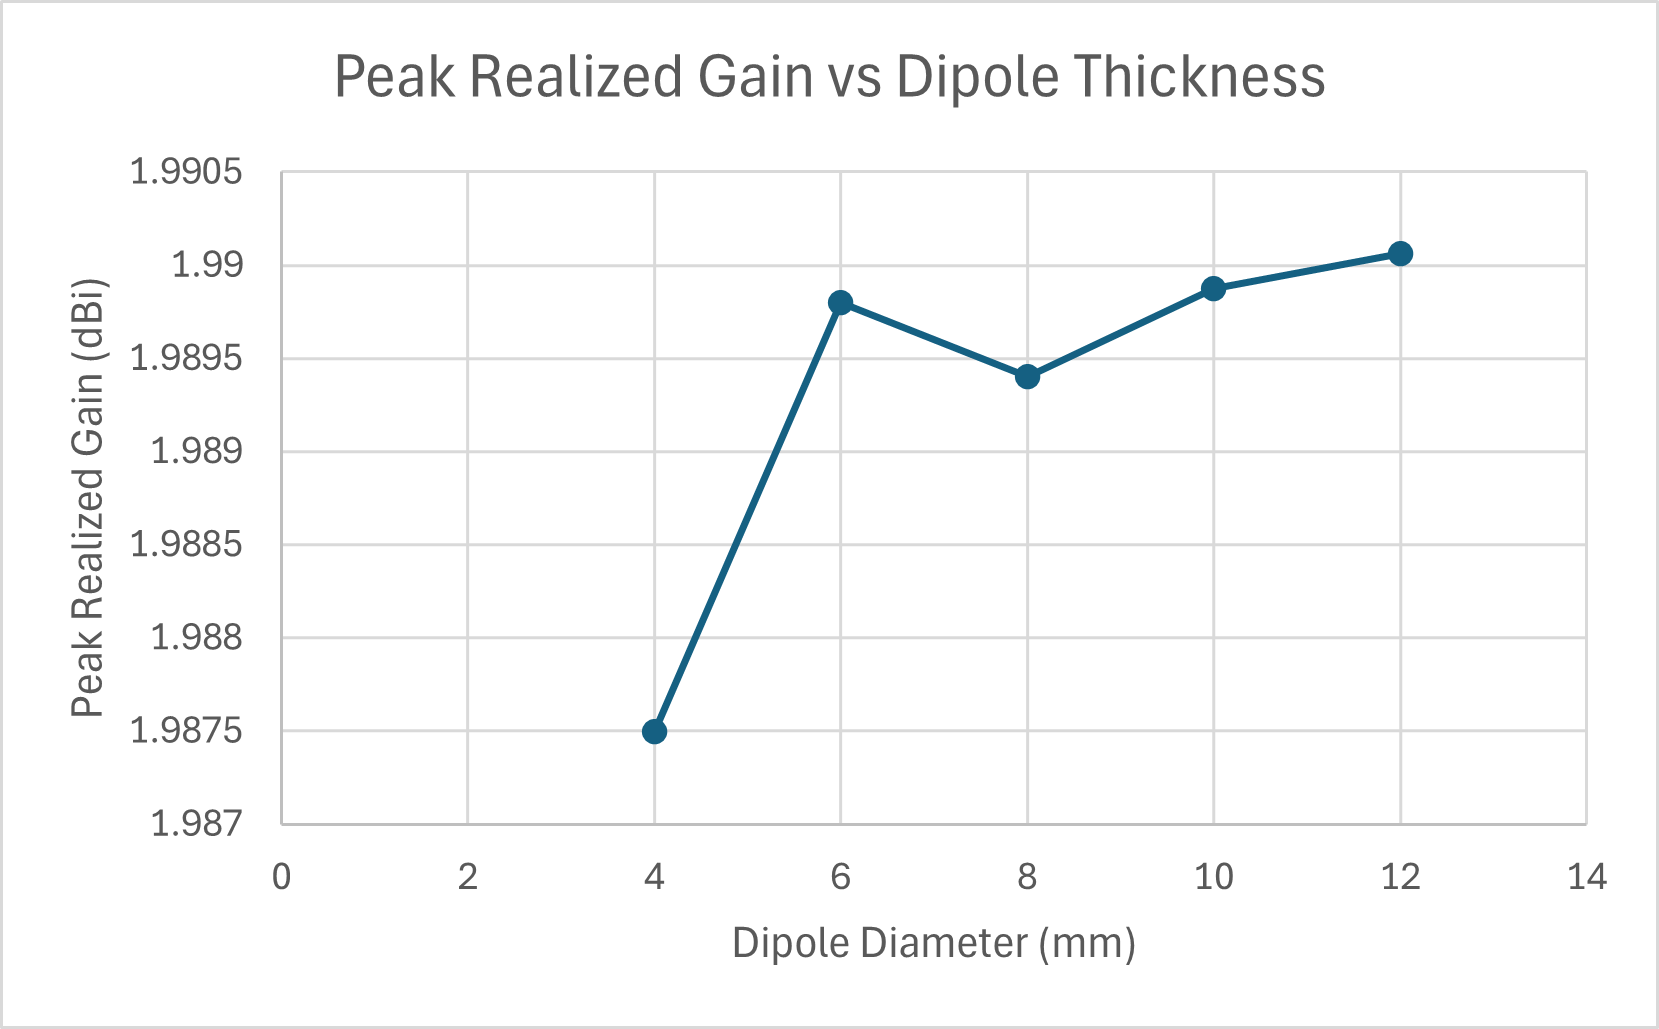 Peak Realized Gain vs Dipole Thickness
Peak Realized Gain (dBi)
1.9905
1.99
1.9895
1.989
1.9885
1.988
1.9875
1.987
0 2 4 6 8 10 12 14
Dipole Diameter (mm)